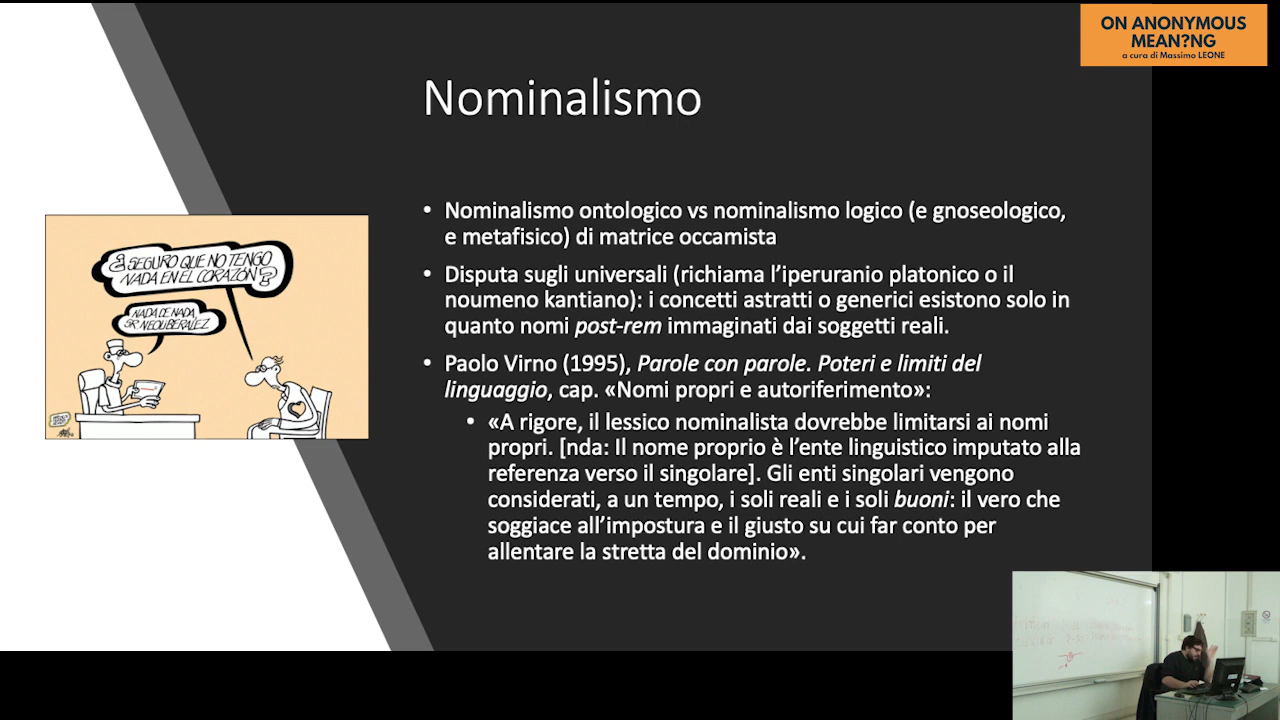 ON ANONYMOUS
MEAN?NG
a cura di Massimo LEONE
Nominalismo
• Nominalismo ontologico vs nominalismo logico (e gnoseologico,
e metafisico) di matrice occamista
• Disputa sugli universali (richiama l’iperuranio platonico o il
noumeno kantiano): i concetti astratti o generici esistono solo in
quanto nomi post-rem immaginati dai soggetti reali.
• Paolo Virno (1995), Parole con parole. Poteri e limiti del
linguaggio, cap. «Nomi propri e autoriferimento»:
• «A rigore, il lessico nominalista dovrebbe limitarsi ai nomi
propri. [nda: Il nome proprio è l’ente linguistico imputato alla
referenza verso il singolare]. Gli enti singolari vengono
considerati, a un tempo, i soli reali e i soli buoni: il vero che
soggiace all’impostura e il giusto su cui far conto per
allentare la stretta del dominio».
¿SEGURO QUE NO TENGO
NADA EN EL CORAZÓN?
NADA DE NADA,
SR NEOLIBERALEZ